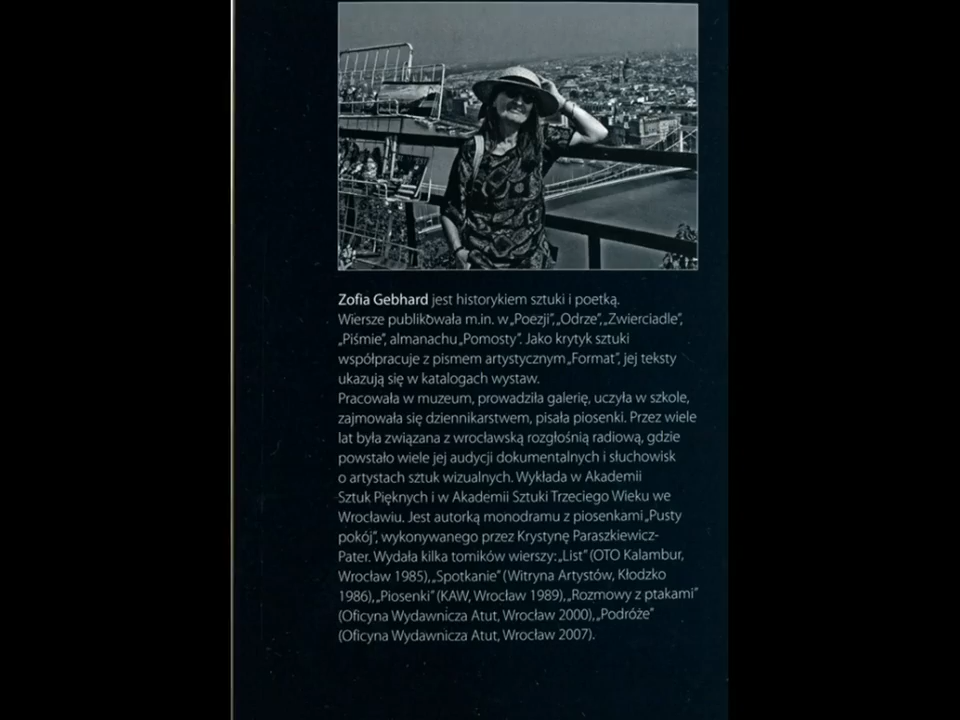 Zofia Gebhard jest historykiem sztuki i poetką.
Wiersze publikowała m.in. w „Poezji”, „Odrze”, „Zwierciadle”,
„Piśmie”, almanachu „Pomosty”. Jako krytyk sztuki
współpracuje z pismem artystycznym „Format”, jej teksty
ukazują się w katalogach wystaw.
Pracowała w muzeum, prowadziła galerię, uczyła w szkole,
zajmowała się dziennikarstwem, pisała piosenki. Przez wiele
lat była związana z wrocławską rozgłośnią radiową, gdzie
powstało wiele jej audycji dokumentalnych i słuchowisk
o artystach sztuk wizualnych. Wykłada w Akademii
Sztuk Pięknych i w Akademii Sztuki Trzeciego Wieku we
Wrocławiu. Jest autorką monodramu z piosenkami „Pusty
pokój”, wykonywanego przez Krystynę Paraszkiewicz-
Pater. Wydała kilka tomików wierszy: „List” (OTO Kalambur,
Wrocław 1985), „Spotkanie” (Witryna Artystów, Kłodzko
1986), „Piosenki” (KAW, Wrocław 1989), „Rozmowy z ptakami”
(Oficyna Wydawnicza Atut, Wrocław 2000), „Podróże”
(Oficyna Wydawnicza Atut, Wrocław 2007).